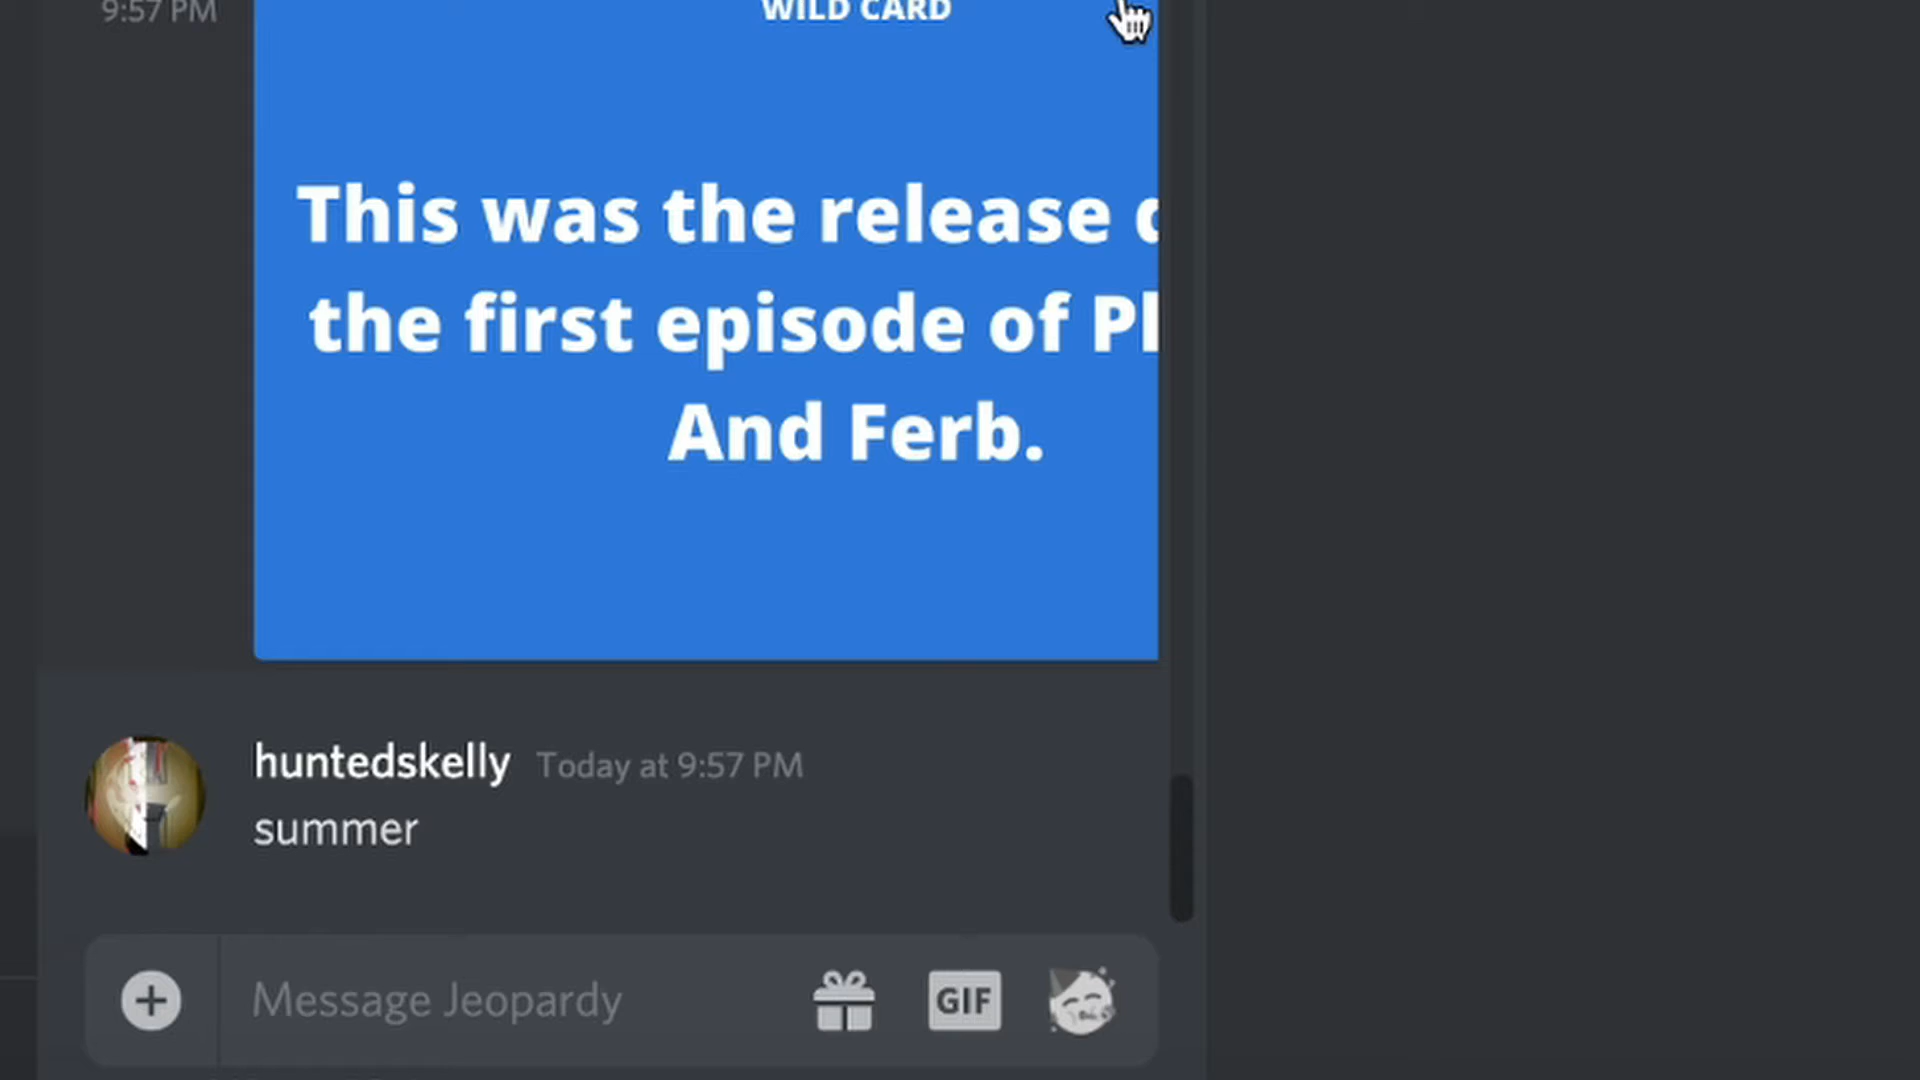 9:57 PM
WILD CARD
This was the release
the first episode of
And Ferb.
huntedskelly Today at 9:57 PM
summer
Message Jeopardy GIF